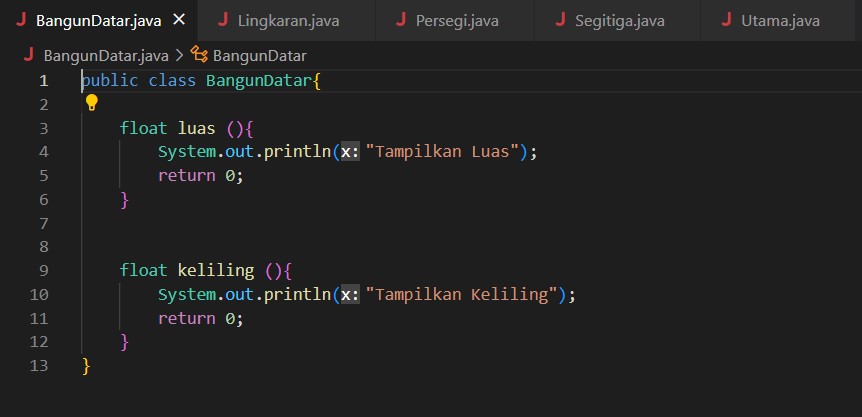 BangunDatar.java Lingkaran.java Persegi.java Segitiga.java Utama.java
BangunDatar.java > BangunDatar
1 public class BangunDatar{
2
3 float luas (){
4 System.out.println(x: "Tampilkan Luas");
5 return 0;
6 }
7
8
9 float keliling (){
10 System.out.println(x: "Tampilkan Keliling");
11 return 0;
12 }
13 }